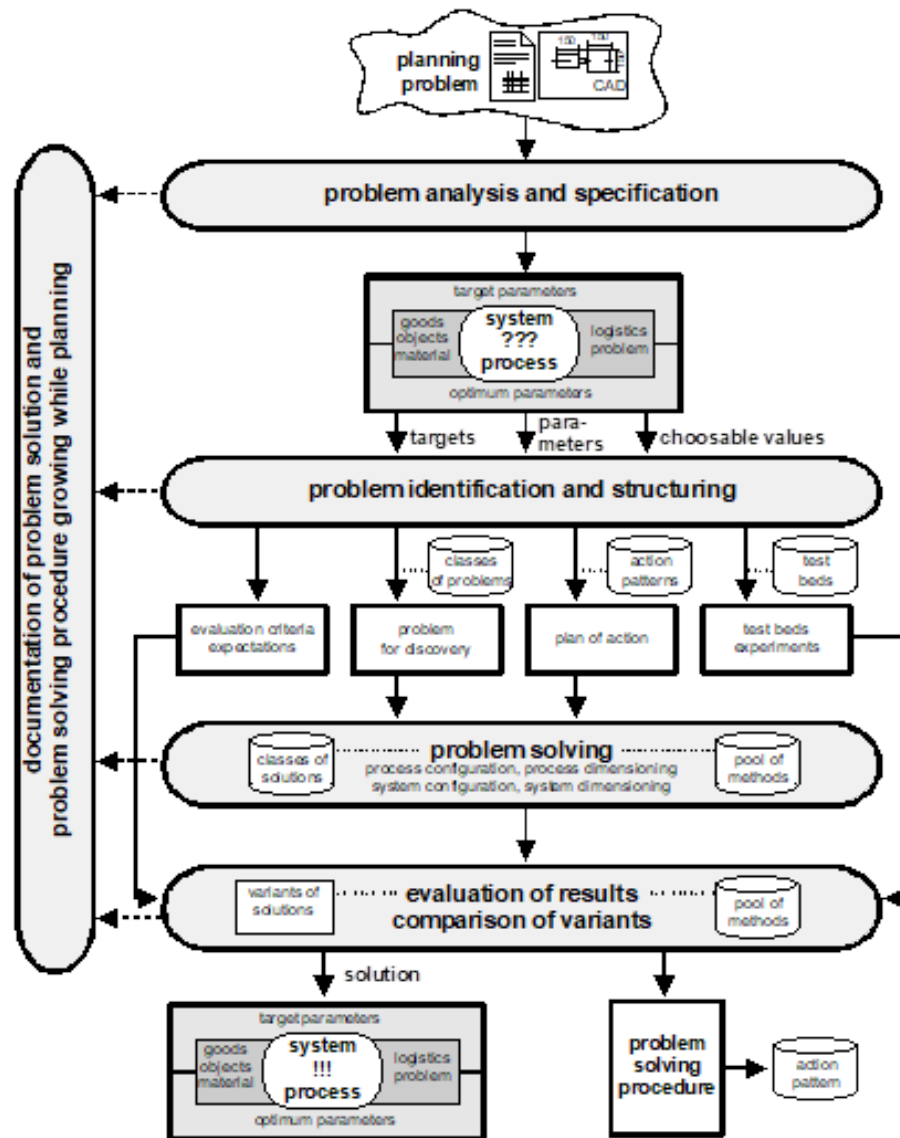 planning
problem
150
150
CAD
problem analysis and specification
target parameters
goods
objects
material
system
???
process
logistics
problem
optimum parameters
targets
para-
meters
choosable values
problem identification and structuring
classes
of problems
action
patterns
test
beds
evaluation criteria
expectations
problem
for discovery
plan of action
test beds
experiments
problem solving
classes of
solutions
process configuration, process dimensioning
system configuration, system dimensioning
pool of
methods
variants of
solutions
evaluation of results
comparison of variants
pool of
methods
solution
target parameters
goods
objects
material
system
!!!
process
logistics
problem
optimum parameters
problem
solving
procedure
action
pattern
documentation of problem solution and
problem solving procedure growing while planning